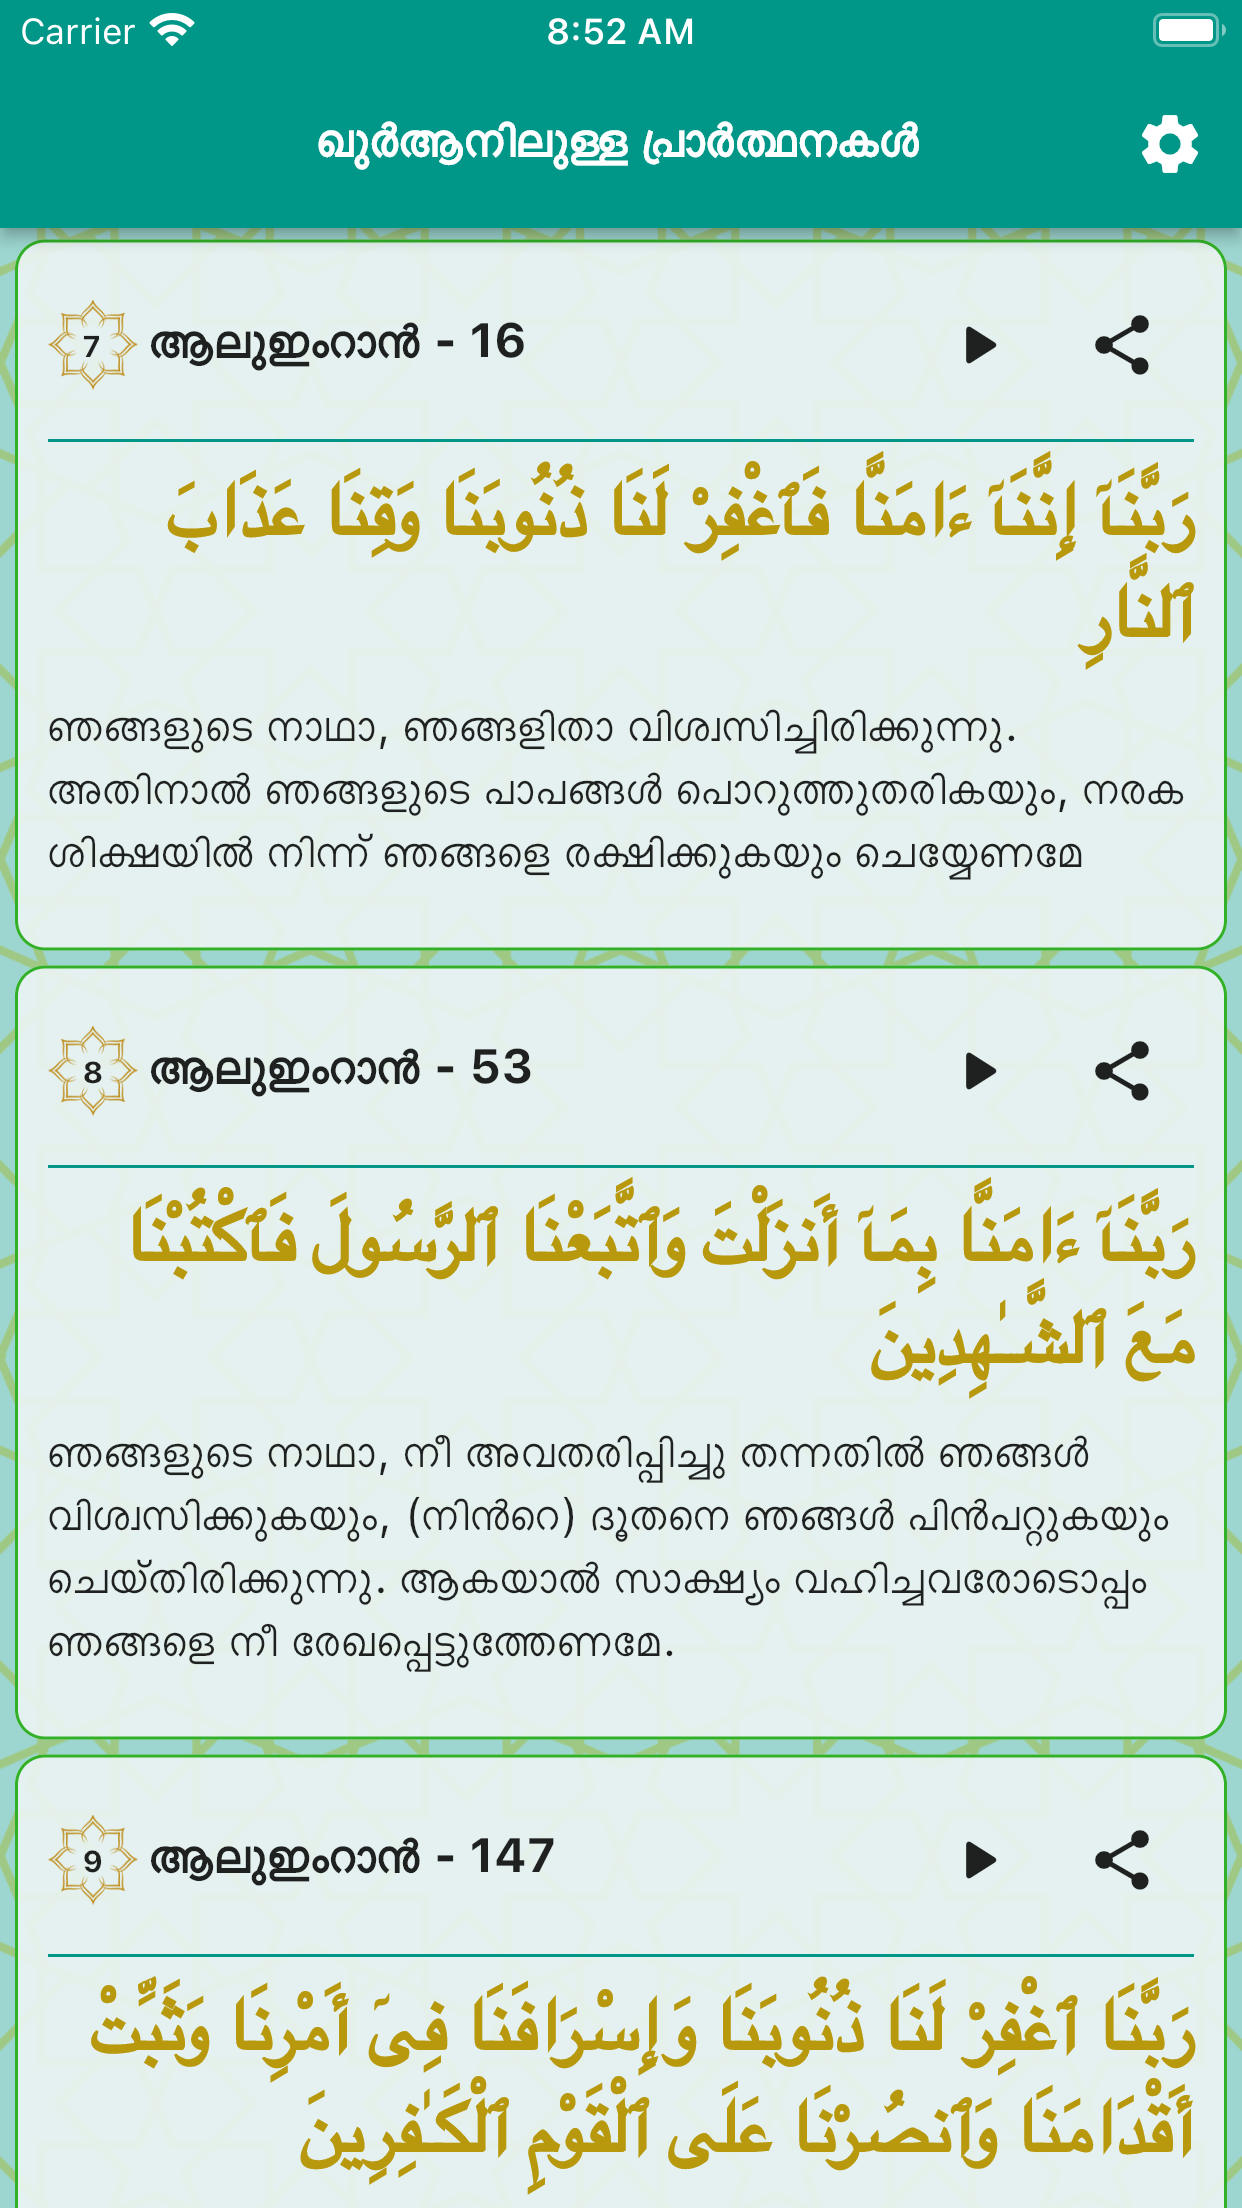 Carrier 8:52 AM
ഖുർആനിലുള്ള പ്രാർത്ഥനകൾ
7 ആലുഇംറാൻ - 16
رَبَّنَآ إِنَّنَآ ءَامَنَّا فَٱغْفِرْ لَنَا ذُنُوبَنَا وَقِنَا عَذَابَ
ٱلنَّارِ
ഞങ്ങളുടെ നാഥാ, ഞങ്ങളിതാ വിശ്വസിച്ചിരിക്കുന്നു.
അതിനാൽ ഞങ്ങളുടെ പാപങ്ങൾ പൊറുത്തുതരികയും, നരക
ശിക്ഷയിൽ നിന്ന് ഞങ്ങളെ രക്ഷിക്കുകയും ചെയ്യേണമേ
8 ആലുഇംറാൻ - 53
رَبَّنَآ ءَامَنَّا بِمَآ أَنزَلْتَ وَٱتَّبَعْنَا ٱلرَّسُولَ فَٱكْتُبْنَا
مَعَ ٱلشَّـٰهِدِينَ
ഞങ്ങളുടെ നാഥാ, നീ അവതരിപ്പിച്ചു തന്നതിൽ ഞങ്ങൾ
വിശ്വസിക്കുകയും, (നിൻറെ) ദൂതനെ ഞങ്ങൾ പിൻപറ്റുകയും
ചെയ്തിരിക്കുന്നു. ആകയാൽ സാക്ഷ്യം വഹിച്ചവരോടൊപ്പം
ഞങ്ങളെ നീ രേഖപ്പെട്ടുത്തേണമേ.
9 ആലുഇംറാൻ - 147
رَبَّنَا ٱغْفِرْ لَنَا ذُنُوبَنَا وَإِسْرَافَنَا فِىٓ أَمْرِنَا وَثَبِّتْ
أَقْدَامَنَا وَٱنصُرْنَا عَلَى ٱلْقَوْمِ ٱلْكَـٰفِرِينَ